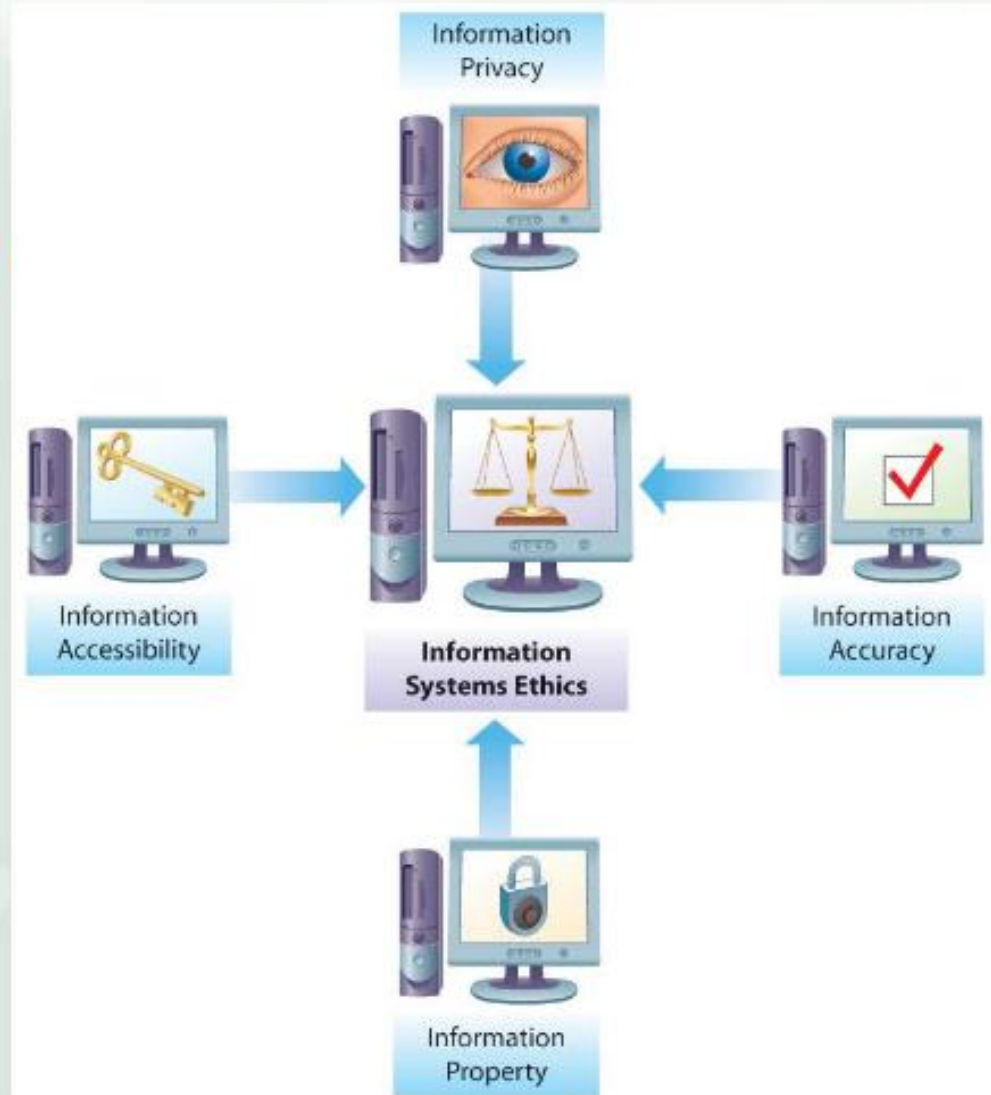 Information
Privacy
Information
Accessibility
Information
Systems Ethics
Information
Accuracy
Information
Property